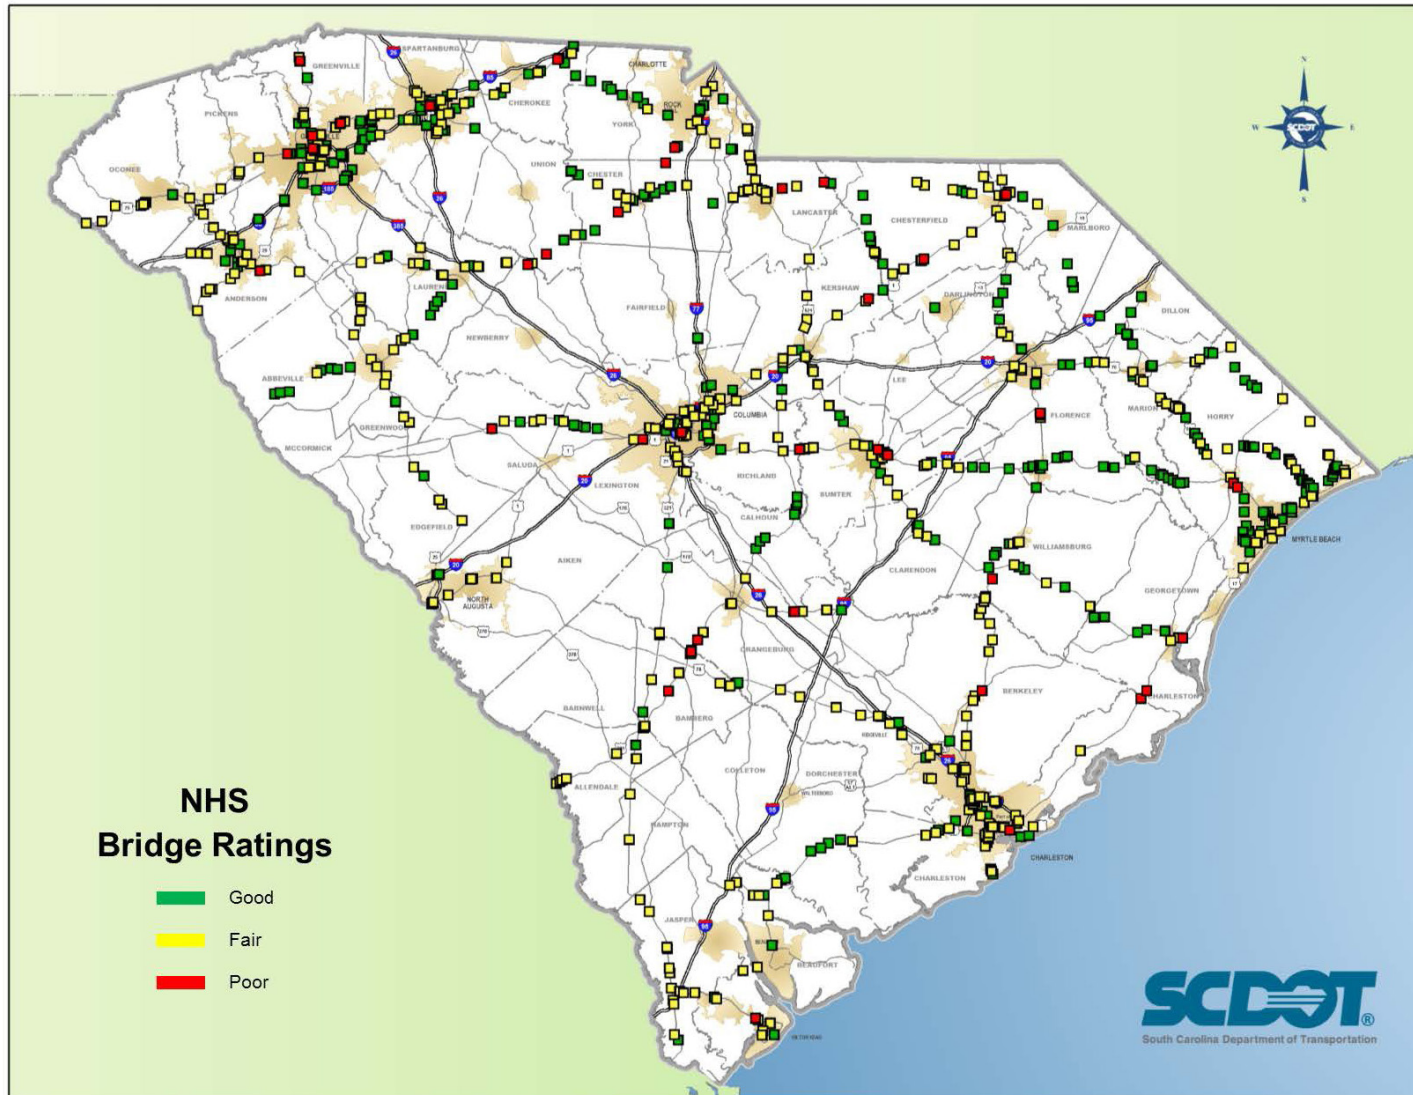 SPARTANBURG
GREENVILLE
CHARLOTTE
CHEROKEE
PICKENS
ROCK
YORK
N
W
SCDOT
E
S
OCONEE
UNION
CHESTER
LANCASTER
CHESTERFIELD
MARLBORO
ANDERSON
KERSHAW
DARLINGTON
DILLON
FAIRFIELD
NEWBERRY
ABBEVILLE
LEE
COLUMBIA
MARION
HORRY
FLORENCE
GREENWOOD
MCCORMICK
SALUDA
LEXINGTON
RICHLAND
SUMTER
CALHOUN
EDGEFIELD
WILLIAMSBURG
MYRTLE BEACH
AIKEN
CLARENDON
NORTH
AUGUSTA
GEORGETOWN
ORANGEBURG
BERKELEY
CHARLESTON
BARNWELL
BAMBERG
RIDGEVILLE
COLLETON
DORCHESTER
ALLENDALE
HAMPTON
CHARLESTON
CHARLESTON
JASPER
BEAUFORT
NHS
Bridge Ratings
Good
Fair
Poor
SCDOT®
South Carolina Department of Transportation